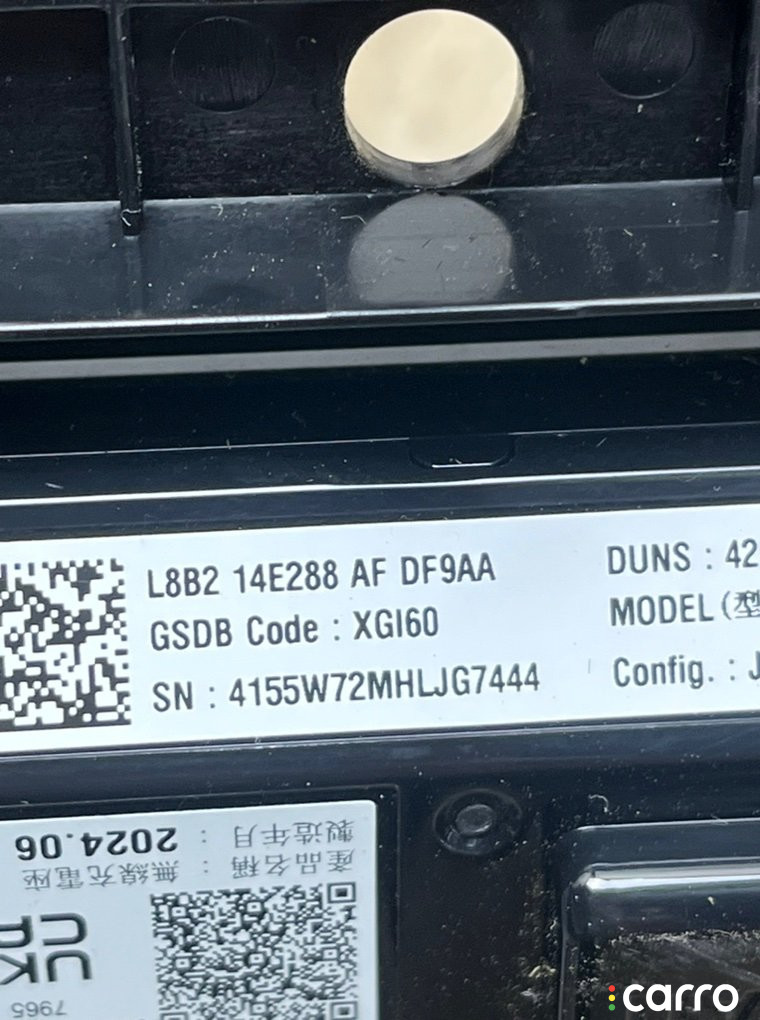 L8B2 14E288 AF DF9AA
GSDB Code : XGI60
SN : 4155W72MHLJG7444
DUNS : 42
MODEL (型
Config. : J
製造年月 : 2024.06
產品名稱 : 無線充電座
UK
CA
7965
carro